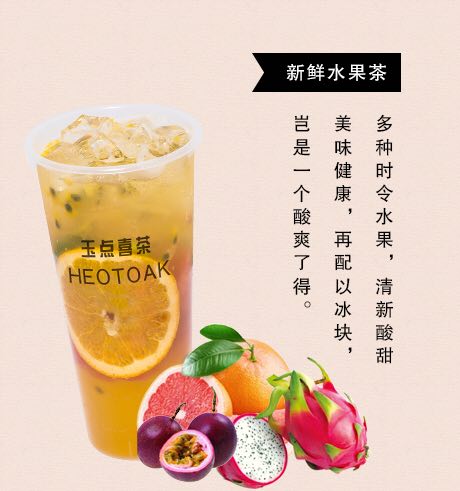 新鲜水果茶
多种时令水果，清新酸甜
美味健康，再配以冰块，
岂是一个酸爽了得。
玉点喜茶
HEOTOAK